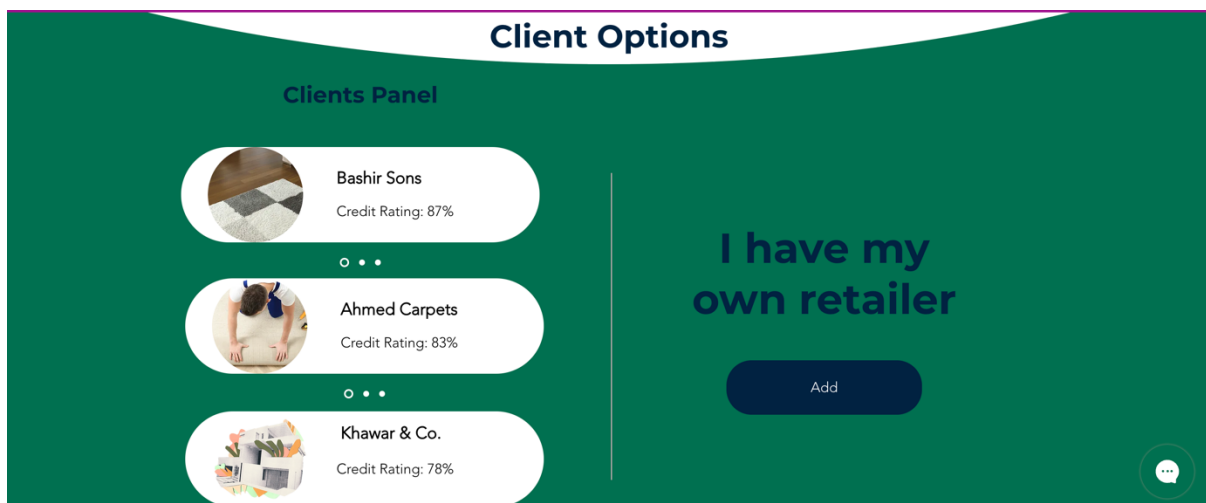 Client Options
Clients Panel
Bashir Sons
Credit Rating: 87%
Ahmed Carpets
Credit Rating: 83%
Khawar & Co.
Credit Rating: 78%
I have my
own retailer
Add